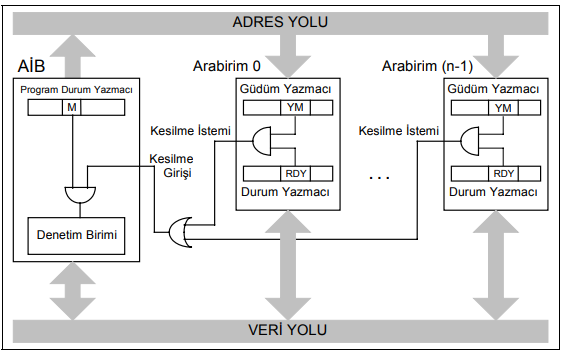 ADRES YOLU
AİB
Program Durum Yazmacı
M
Denetim Birimi
Kesilme
Girişi
Arabirim 0
Güdüm Yazmacı
YM
Kesilme İstemi
RDY
Durum Yazmacı
...
Arabirim (n-1)
Güdüm Yazmacı
YM
Kesilme İstemi
RDY
Durum Yazmacı
VERİ YOLU